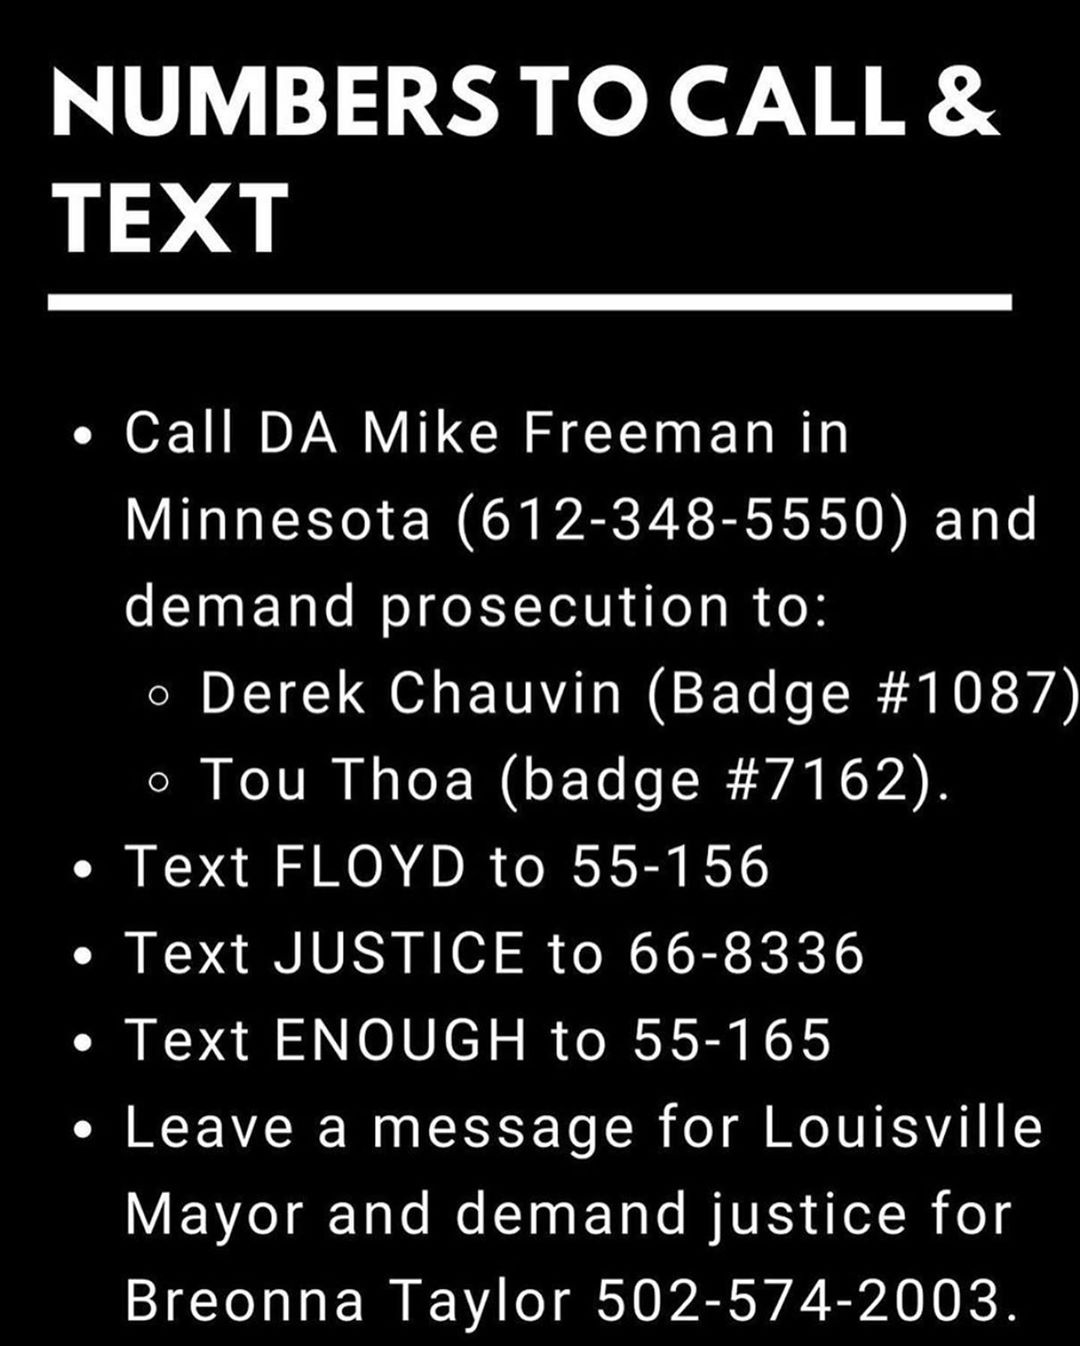 NUMBERS TO CALL &
TEXT
• Call DA Mike Freeman in
Minnesota (612-348-5550) and
demand prosecution to:
◦ Derek Chauvin (Badge #1087)
◦ Tou Thoa (badge #7162).
• Text FLOYD to 55-156
• Text JUSTICE to 66-8336
• Text ENOUGH to 55-165
• Leave a message for Louisville
Mayor and demand justice for
Breonna Taylor 502-574-2003.